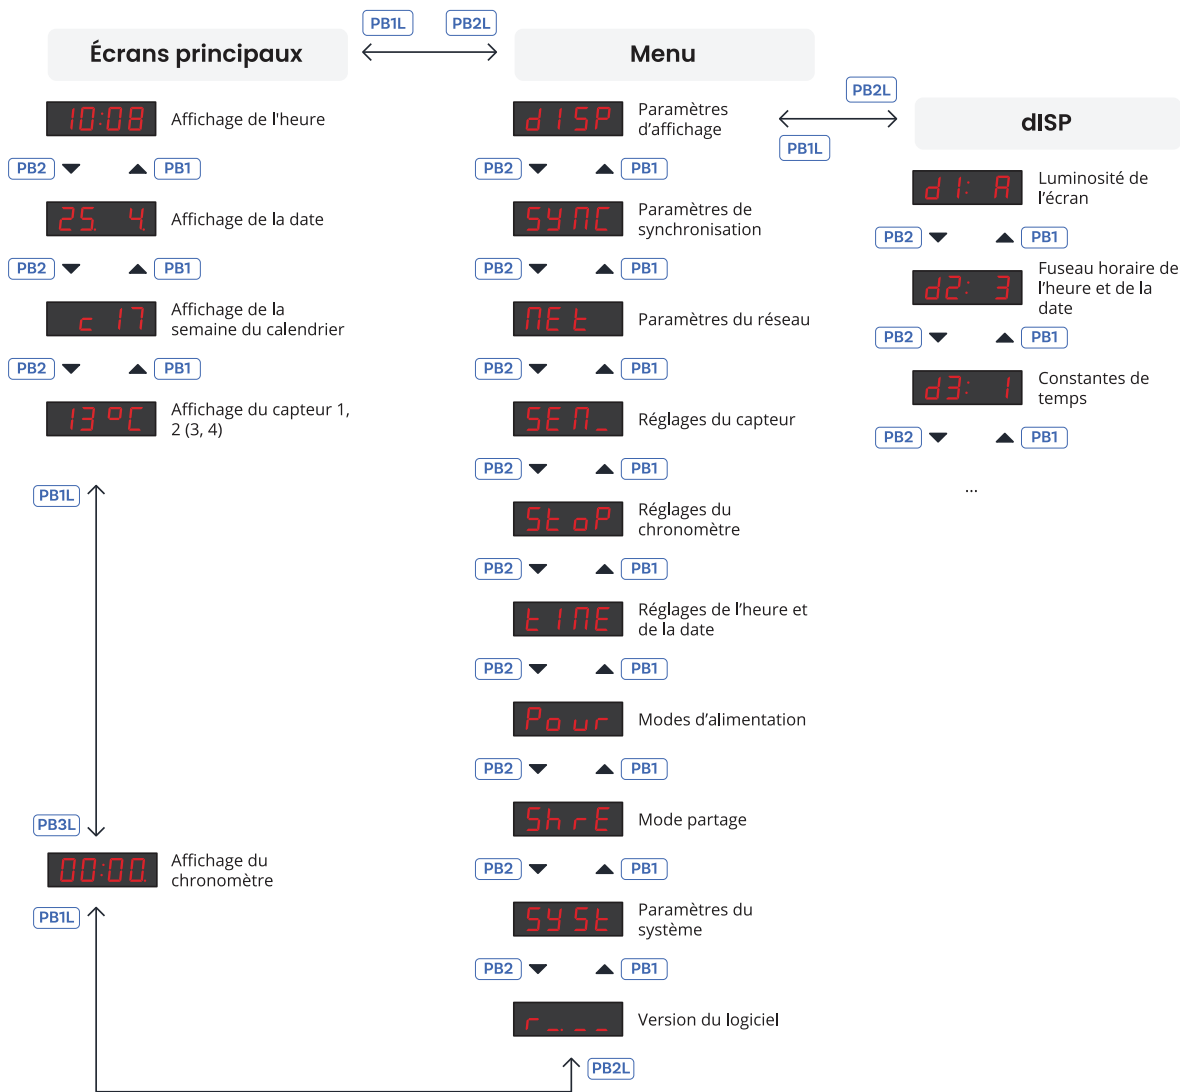 Écrans principaux
PB1L
PB2L
Menu
10:08
Affichage de l'heure
PB2
PB1
25. 4.
Affichage de la date
PB2
PB1
c 17
Affichage de la
semaine du calendrier
PB2
PB1
13 °C
Affichage du capteur 1,
2 (3, 4)
PB1L
PB3L
00:00.
Affichage du
chronomètre
PB1L
dISP
Paramètres
d’affichage
PB2
PB1
SYNC
Paramètres de
synchronisation
PB2
PB1
NEt
Paramètres du réseau
PB2
PB1
SEN_
Réglages du capteur
PB2
PB1
StoP
Réglages du
chronomètre
PB2
PB1
tIME
Réglages de l’heure et
de la date
PB2
PB1
Pour
Modes d’alimentation
PB2
PB1
ShrE
Mode partage
PB2
PB1
SYSt
Paramètres du
système
PB2
PB1
r _._ _
Version du logiciel
PB2L
PB2L
PB1L
dISP
d1: A
Luminosité de
l’écran
PB2
PB1
d2: 3
Fuseau horaire de
l’heure et de la
date
PB2
PB1
d3: 1
Constantes de
temps
PB2
PB1
...